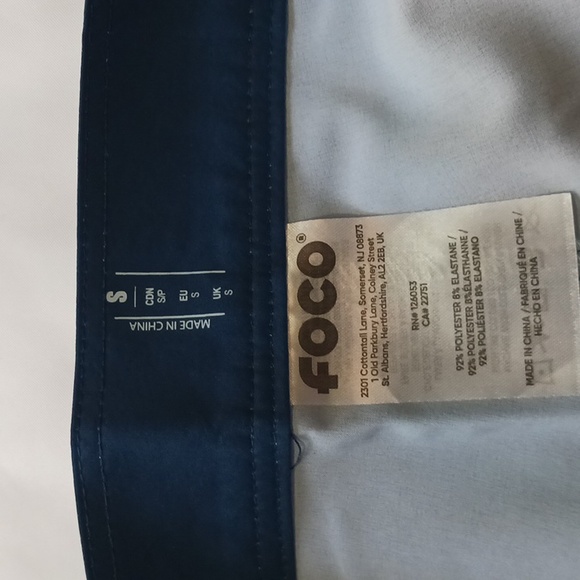 S
CDN
S/P
EU
S
UK
S
MADE IN CHINA
foco®
2301 Cottontail Lane, Somerset, NJ 08873
1 Old Parkbury Lane, Colney Street
St. Albans, Hertfordshire, AL2 2EB, UK
RN# 126053
CA# 22751
92% POLYESTER 8% ELASTANE /
92% POLYESTER 8% ÉLASTHANNE /
92% POLIÉSTER 8% ELASTANO
MADE IN CHINA / FABRIQUÉ EN CHINE /
HECHO EN CHINA